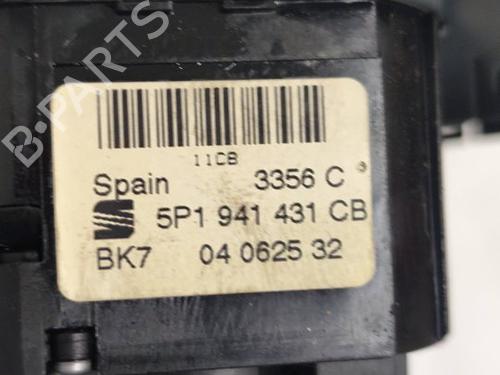 11CB
Spain 3356 C
5P1 941 431 CB
BK7 04 0625 32
B-PARTS